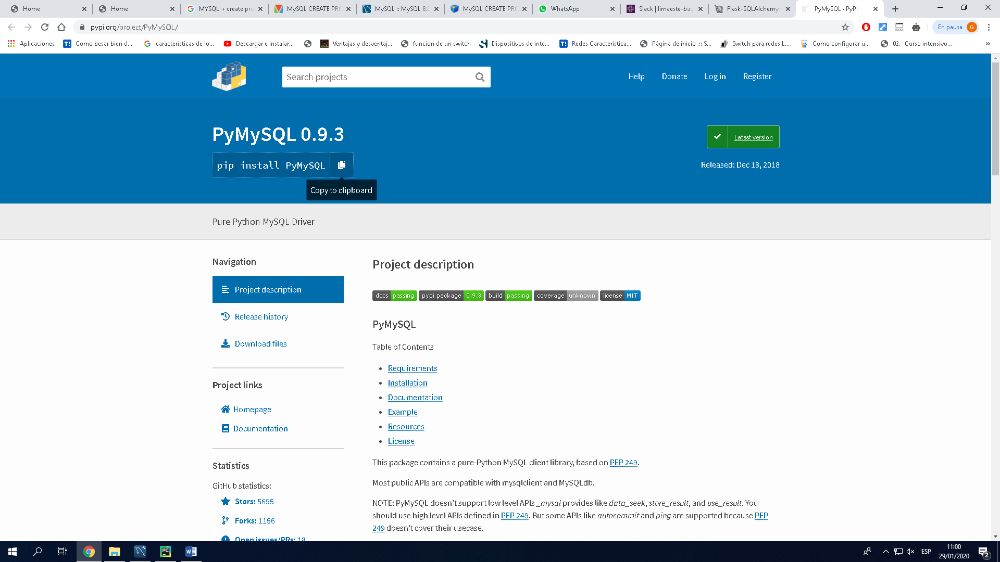 Home
Home
MYSQL + create pro
MySQL CREATE PRC
MySQL :: MySQL 8.0
MySQL CREATE PRC
WhatsApp
Slack | limaeste-bac
Flask-SQLAlchemy
PyMySQL · PyPI
pypi.org/project/PyMySQL/
En pausa
G
Aplicaciones
Como besar bien d...
características de lo...
Descargar e instalar...
Ventajas y desventaj...
funcion de un switch
Dispositivos de inte...
Redes Caracteristica...
Página de inicio .:: S...
Switch para redes L...
Como configurar u...
02.- Curso intensivo...
»
Search projects
Help
Donate
Log in
Register
PyMySQL 0.9.3
pip install PyMySQL
Copy to clipboard
Latest version
Released: Dec 18, 2018
Pure Python MySQL Driver
Navigation
Project description
Release history
Download files
Project links
Homepage
Documentation
Statistics
GitHub statistics:
Stars: 5695
Forks: 1156
Open issues/PRs: 18
Project description
docs passing
pypi package 0.9.3
build passing
coverage unknown
license MIT
PyMySQL
Table of Contents
• Requirements
• Installation
• Documentation
• Example
• Resources
• License
This package contains a pure-Python MySQL client library, based on PEP 249.
Most public APIs are compatible with mysqlclient and MySQLdb.
NOTE: PyMySQL doesn't support low level APIs _mysql provides like data_seek, store_result, and use_result. You
should use high level APIs defined in PEP 249. But some APIs like autocommit and ping are supported because PEP
249 doesn't cover their usecase.
ESP
11:00
29/01/2020
2